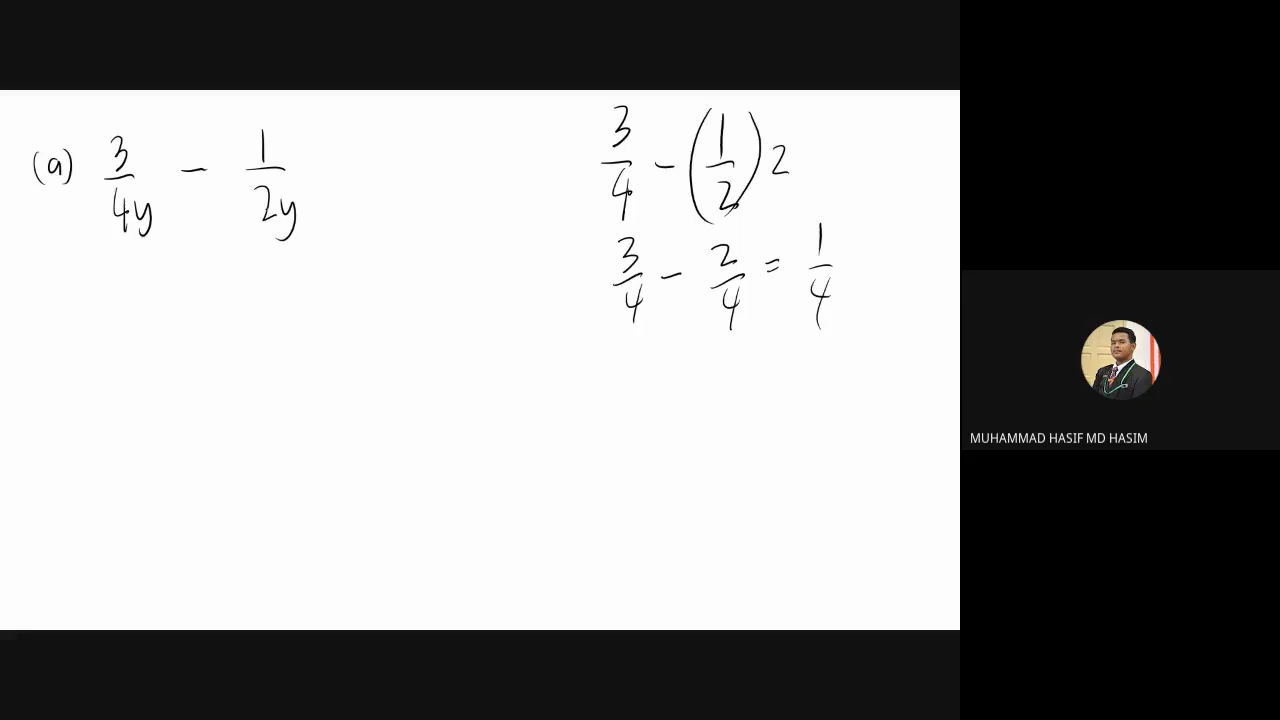 (a) 3/4y - 1/2y
3/4 - (1/2)2
3/4 - 2/4 = 1/4
MUHAMMAD HASIF MD HASIM